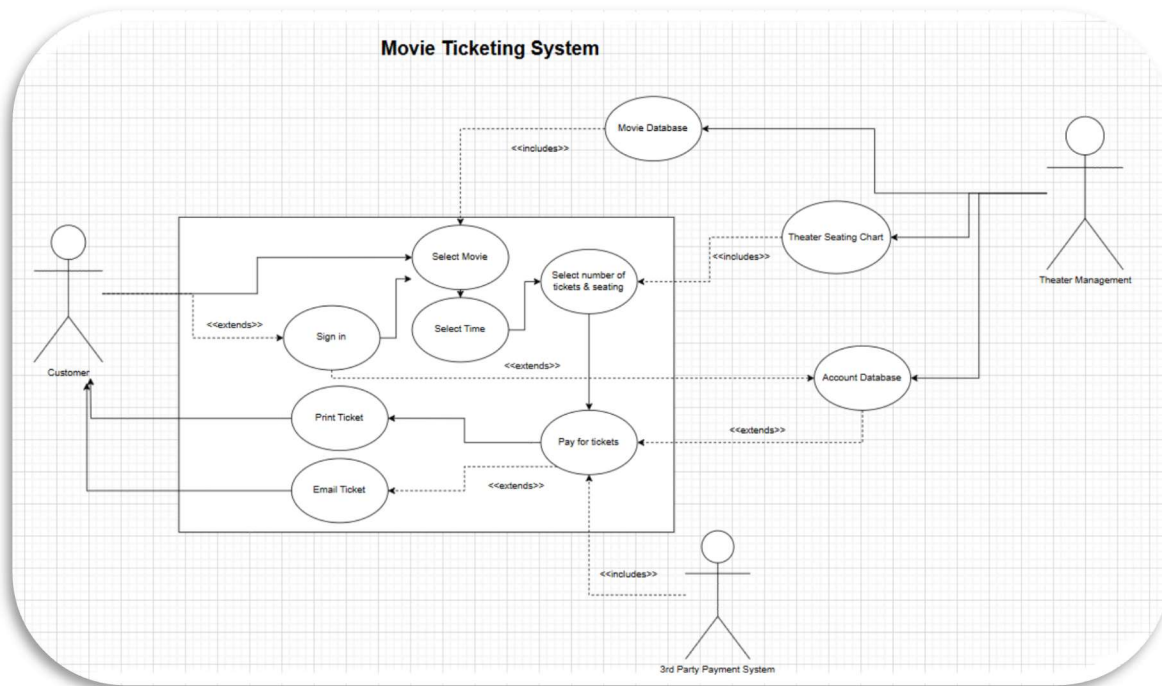 Movie Ticketing System
Movie Database
<<includes>>
Theater Seating Chart
<<includes>>
Theater Management
Select Movie
Select number of
tickets & seating
Select Time
<<extends>>
Sign in
Customer
<<extends>>
Account Database
Print Ticket
Pay for tickets
<<extends>>
Email Ticket
<<extends>>
<<includes>>
3rd Party Payment System